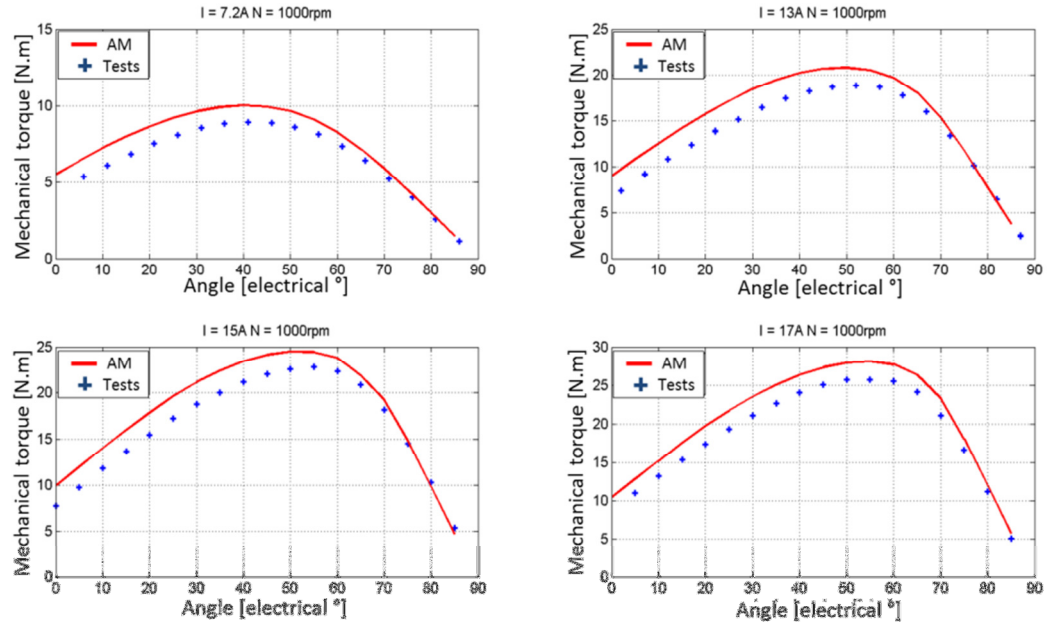 I = 7.2A N = 1000rpm
Mechanical torque [N.m]
15
10
5
0
AM
Tests
0 10 20 30 40 50 60 70 80 90
Angle [electrical °]
I = 13A N = 1000rpm
Mechanical torque [N.m]
25
20
15
10
5
0
AM
Tests
0 10 20 30 40 50 60 70 80 90
Angle [electrical °]
I = 15A N = 1000rpm
Mechanical torque [N.m]
25
20
15
10
5
0
AM
Tests
0 10 20 30 40 50 60 70 80 90
Angle [electrical °]
I = 17A N = 1000rpm
Mechanical torque [N.m]
30
25
20
15
10
5
0
AM
Tests
0 10 20 30 40 50 60 70 80 90
Angle [electrical °]